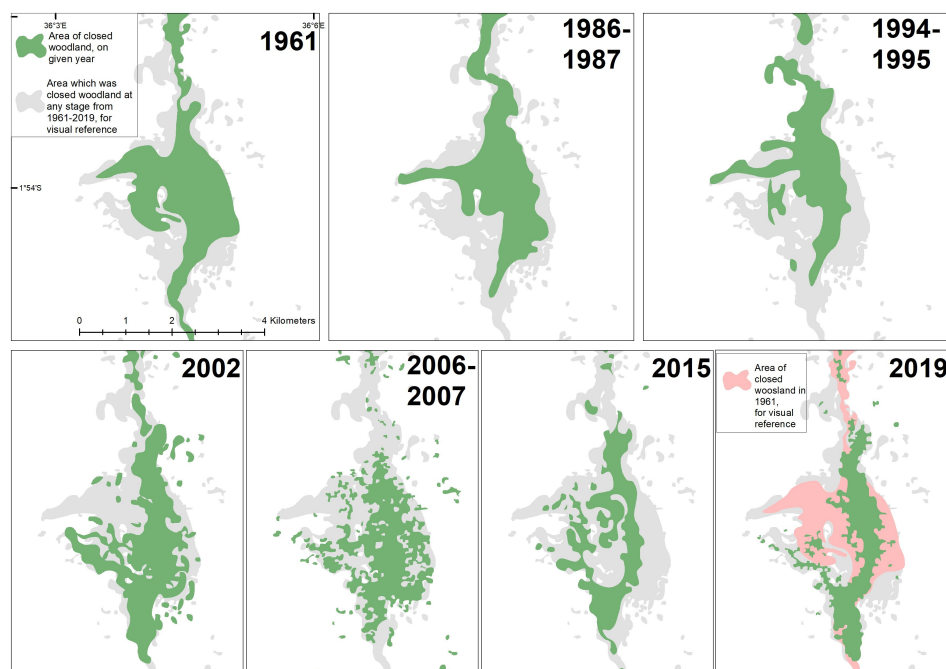 36°3'E
36°6'E
Area of closed
woodland, on
given year
1961
Area which was
closed woodland at
any stage from
1961-2019, for
visual reference
1°54'S
0 1 2 4 Kilometers
1986-
1987
1994-
1995
2002
2006-
2007
2015
Area of
closed
woosland in
1961,
for visual
reference
2019